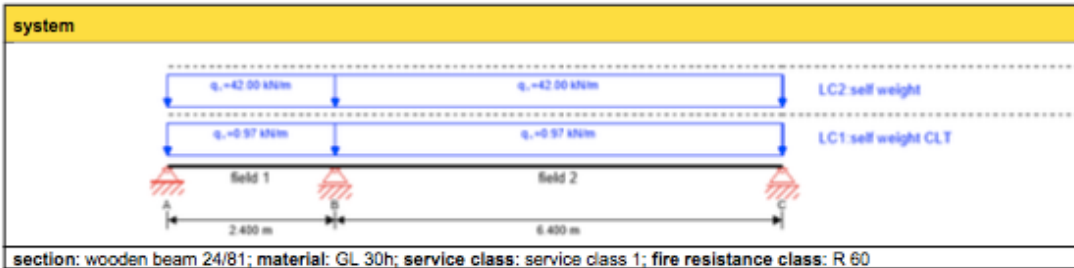 system
qₖ=42.00 kN/m qₖ=42.00 kN/m LC2:self weight
qₖ=0.97 kN/m qₖ=0.97 kN/m LC1:self weight CLT
field 1 field 2
A B C
2.400 m 6.400 m
section: wooden beam 24/81; material: GL 30h; service class: service class 1; fire resistance class: R 60